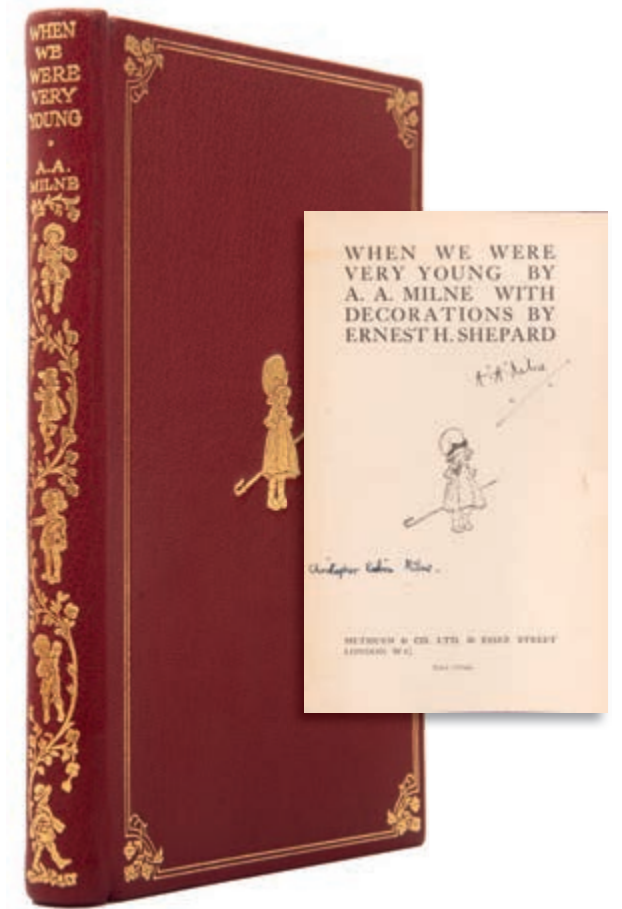 WHEN
WE
WERE
VERY
YOUNG
A.A.
MILNE
WHEN WE WERE
VERY YOUNG BY
A. A. MILNE WITH
DECORATIONS BY
ERNEST H. SHEPARD
A. A. Milne
Christopher Robin Milne.
METHUEN & CO. LTD. 36 ESSEX STREET
LONDON W.C.